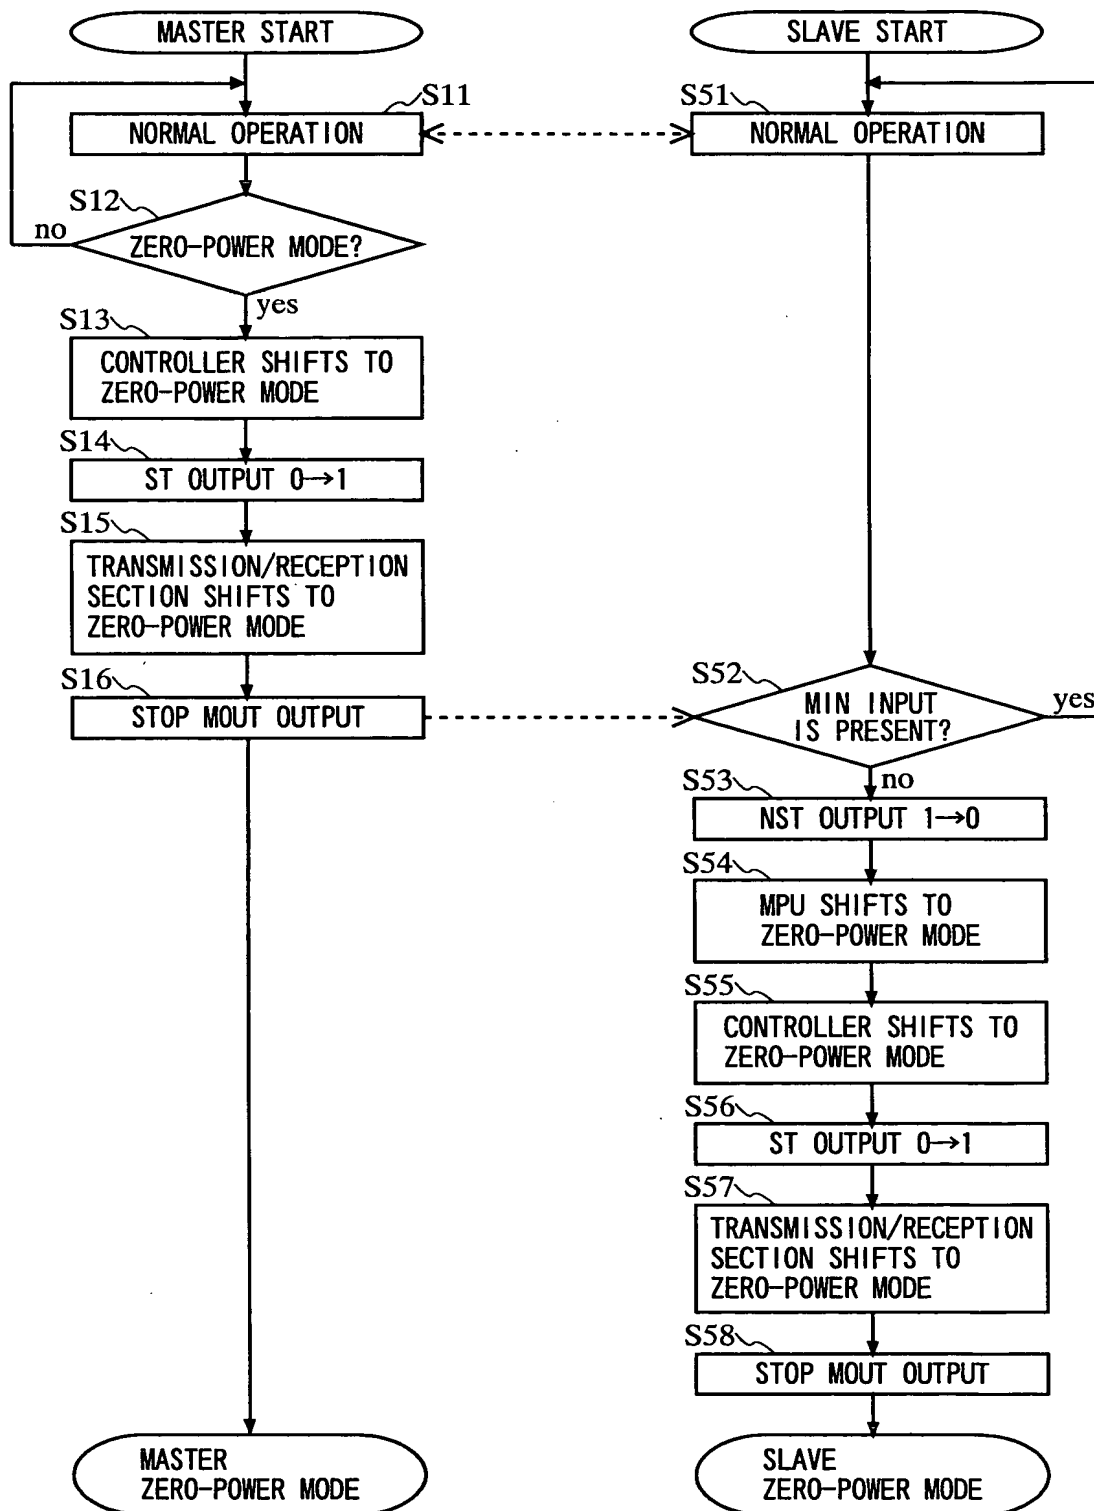 MASTER START
S11
NORMAL OPERATION
S12
no
ZERO-POWER MODE?
yes
S13
CONTROLLER SHIFTS TO
ZERO-POWER MODE
S14
ST OUTPUT 0→1
S15
TRANSMISSION/RECEPTION
SECTION SHIFTS TO
ZERO-POWER MODE
S16
STOP MOUT OUTPUT
MASTER
ZERO-POWER MODE
SLAVE START
S51
NORMAL OPERATION
S52
MIN INPUT
IS PRESENT?
yes
no
S53
NST OUTPUT 1→0
S54
MPU SHIFTS TO
ZERO-POWER MODE
S55
CONTROLLER SHIFTS TO
ZERO-POWER MODE
S56
ST OUTPUT 0→1
S57
TRANSMISSION/RECEPTION
SECTION SHIFTS TO
ZERO-POWER MODE
S58
STOP MOUT OUTPUT
SLAVE
ZERO-POWER MODE